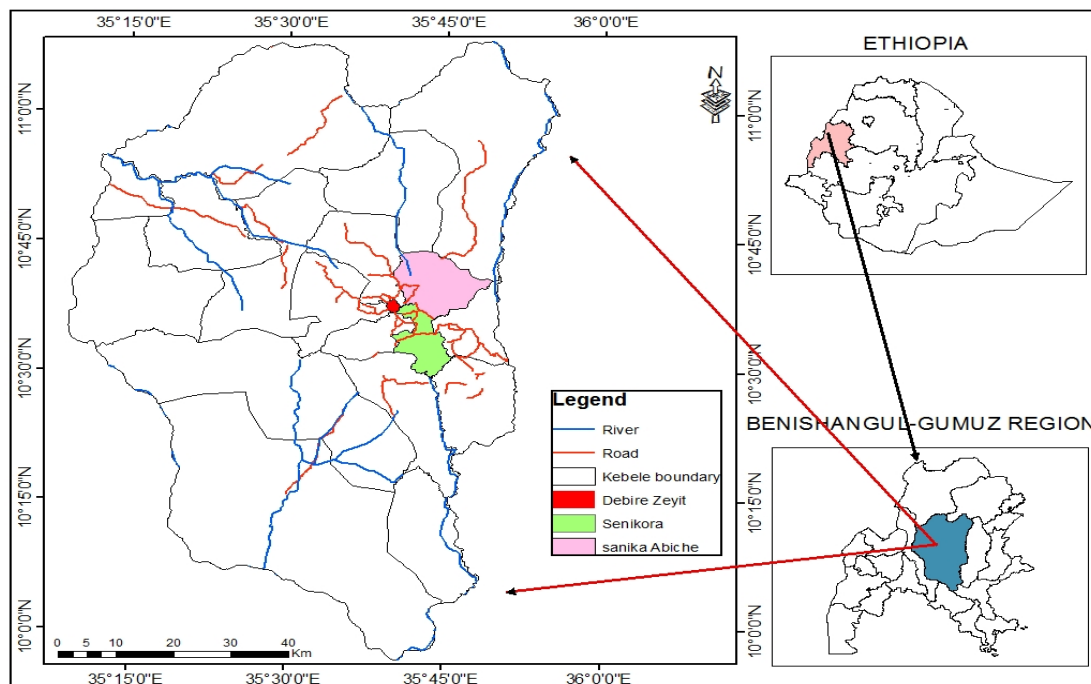 35°15'0"E 35°30'0"E 35°45'0"E 36°0'0"E
ETHIOPIA
N
11°0'0"N
10°45'0"N
10°30'0"N
10°15'0"N
10°0'0"N
11°0'0"N
10°45'0"N
10°30'0"N
10°15'0"N
10°0'0"N
Legend
River
Road
Kebele boundary
Debire Zeyit
Senikora
sanika Abiche
BENISHANGUL-GUMUZ REGION
0 5 10 20 30 40
Km
35°15'0"E 35°30'0"E 35°45'0"E 36°0'0"E